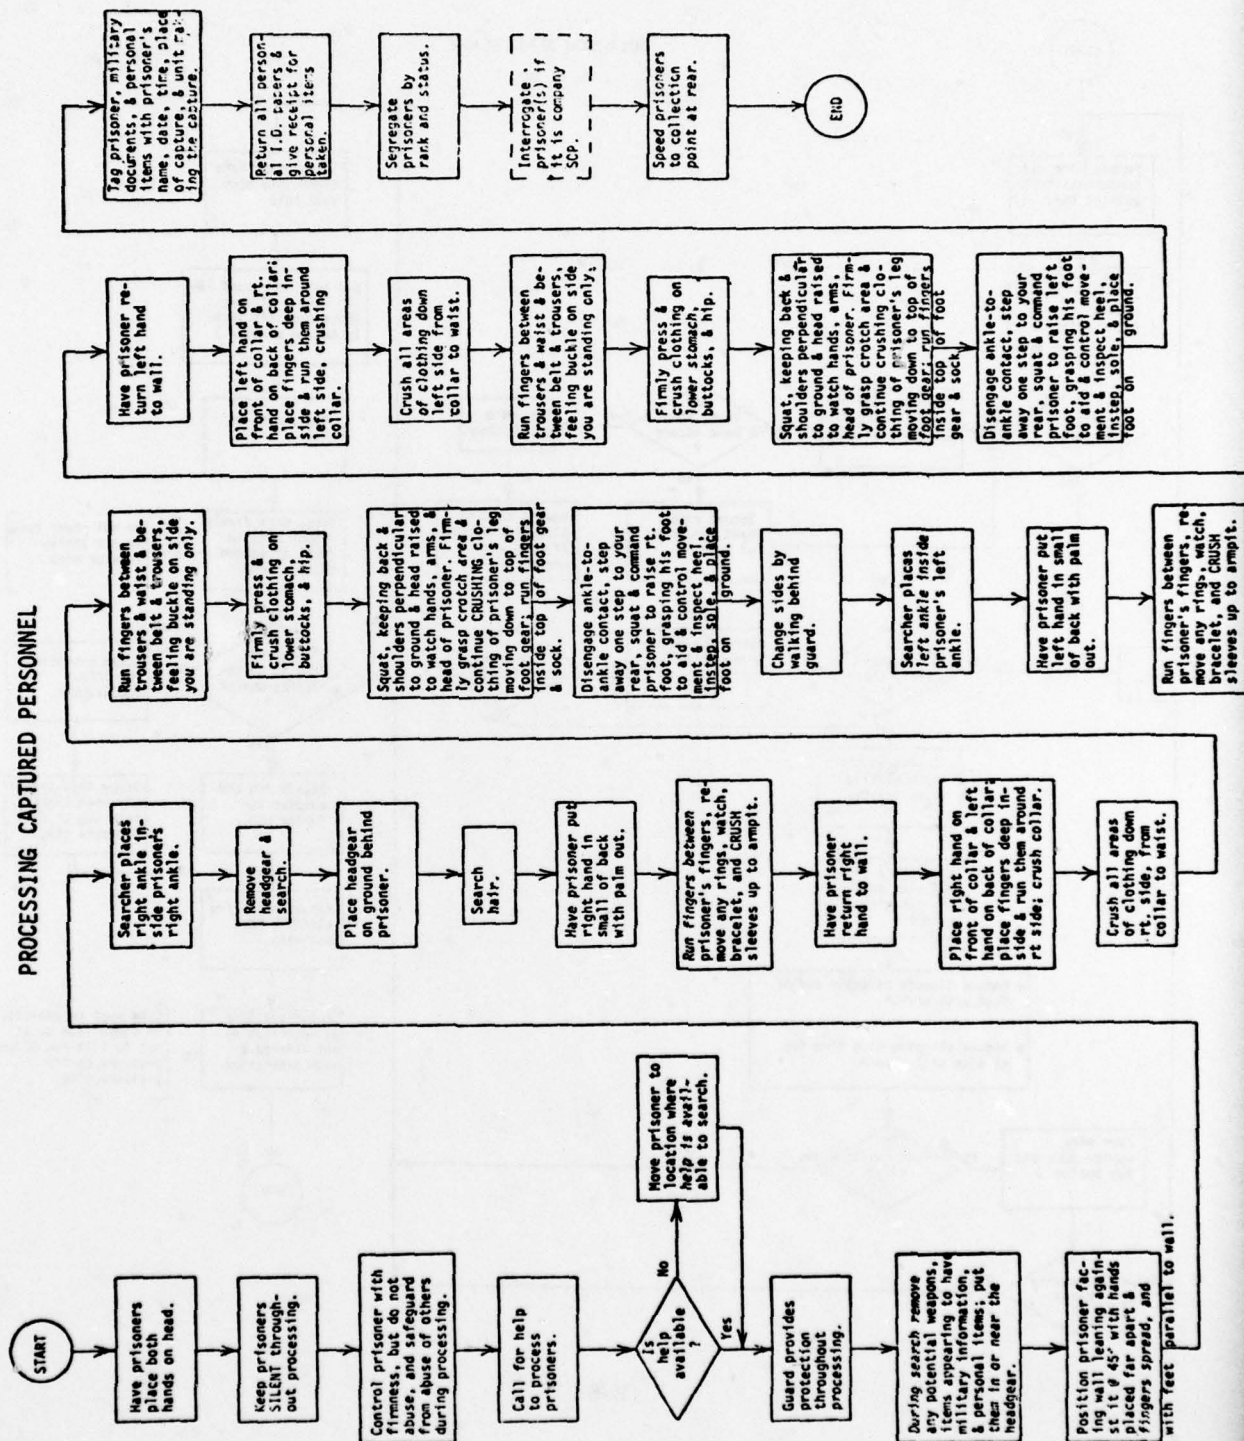 PROCESSING CAPTURED PERSONNEL
START
Have prisoners
place both
hands on head.
Keep prisoners
SILENT through-
out processing.
Control prisoner with
firmness, but do not
abuse, and safeguard
from abuse of others
during processing.
Call for help
to process
prisoners.
Is
help
available
?
No
Yes
Move prisoner to
location where
help is avail-
able to search.
Guard provides
protection
throughout
processing.
During search remove
any potential weapons,
items appearing to have
military information,
& personal items; put
them in or near the
headgear.
Position prisoner fac-
ing wall leaning again-
st it @ 45° with hands
placed far apart &
fingers spread, and
with feet parallel to wall.
Searcher places
right ankle in-
side prisoner's
right ankle.
Remove
headgear &
search.
Place headgear
on ground behind
prisoner.
Search
hair.
Have prisoner put
right hand in
small of back
with palm out.
Run fingers between
prisoner's fingers, re-
move any rings, watch,
bracelet, and CRUSH
sleeves up to armpit.
Have prisoner
return right
hand to wall.
Place right hand on
front of collar & left
hand on back of collar;
place fingers deep in-
side & run them around
rt side; crush collar.
Crush all areas
of clothing down
rt. side, from
collar to waist.
Run fingers between
trousers & waist & be-
tween belt & trousers,
feeling buckle on side
you are standing only.
Firmly press &
crush clothing on
lower stomach,
buttocks, & hip.
Squat, keeping back &
shoulders perpendicular
to ground & head raised
to watch hands, arms, &
head of prisoner. Firm-
ly grasp crotch area &
continue CRUSHING clo-
thing of prisoner's leg
moving down to top of
foot gear; run fingers
inside top of foot gear
& sock.
Disengage ankle-to-
ankle contact, step
away one step to your
rear, squat & command
prisoner to raise rt.
foot, grasping his foot
to aid & control move-
ment & inspect heel,
instep, sole, & place
foot on ground.
Change sides by
walking behind
guard.
Searcher places
left ankle inside
prisoner's left
ankle.
Have prisoner put
left hand in small
of back with palm
out.
Run fingers between
prisoner's fingers, re-
move any rings, watch,
bracelet, and CRUSH
sleeves up to armpit.
Have prisoner re-
turn left hand
to wall.
Place left hand on
front of collar & rt.
hand on back of collar;
place fingers deep in-
side & run them around
left side, crushing
collar.
Crush all areas
of clothing down
left side from
collar to waist.
Run fingers between
trousers & waist & be-
tween belt & trousers,
feeling buckle on side
you are standing only.
Firmly press &
crush clothing on
lower stomach,
buttocks, & hip.
Squat, keeping back &
shoulders perpendicular
to ground & head raised
to watch hands, arms,
head of prisoner. Firm-
ly grasp crotch area &
continue crushing clo-
thing of prisoner's leg
moving down to top of
foot gear; run fingers
inside top of foot
gear & sock.
Disengage ankle-to-
ankle contact, step
away one step to your
rear, squat & command
prisoner to raise left
foot, grasping his foot
to aid & control move-
ment & inspect heel,
instep, sole, & place
foot on ground.
Tag prisoner, military
documents, & personal
items with prisoner's
name, date, time, place
of capture, & unit mak-
ing the capture.
Return all person-
al I.D. papers &
give receipt for
personal items
taken.
Segregate
prisoners by
rank and status.
Interrogate
prisoner(s) if
it is company
SCP.
Speed prisoners
to collection
point at rear.
END